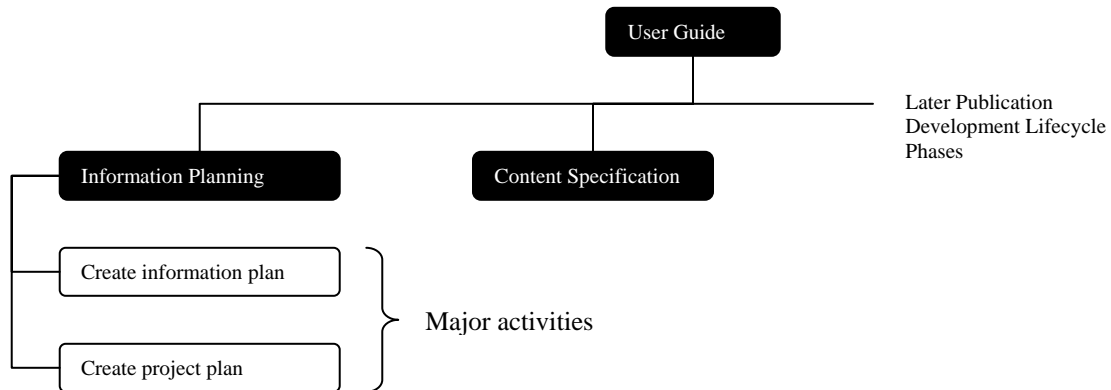 User Guide
Later Publication
Development Lifecycle
Phases
Information Planning
Content Specification
Create information plan
Major activities
Create project plan